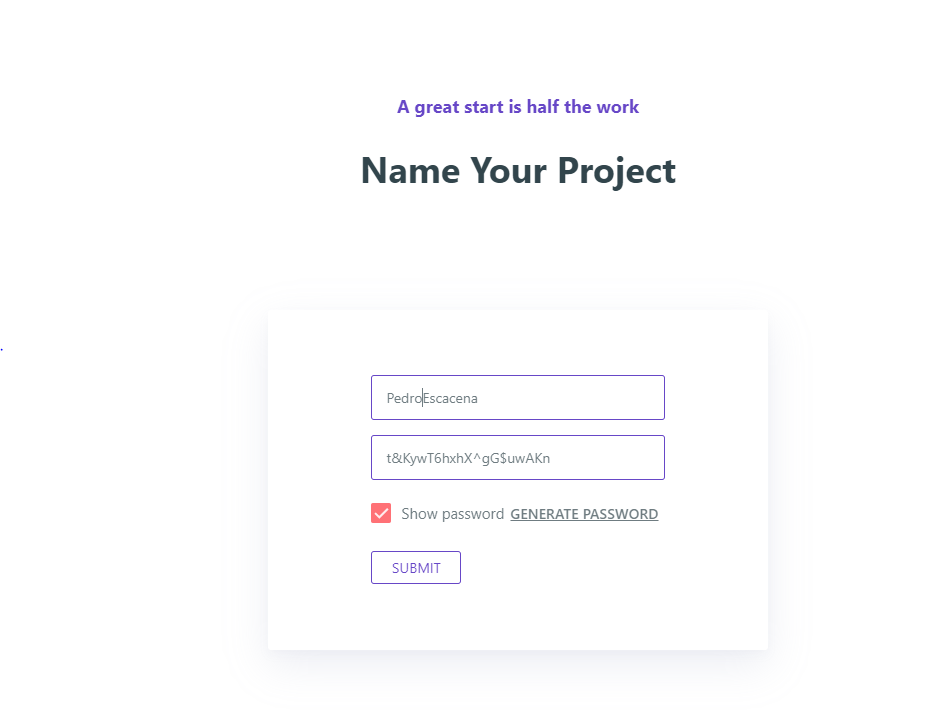 A great start is half the work
Name Your Project
PedroEscacena
t&KywT6hxhX^gG$uwAKn
Show password GENERATE PASSWORD
SUBMIT